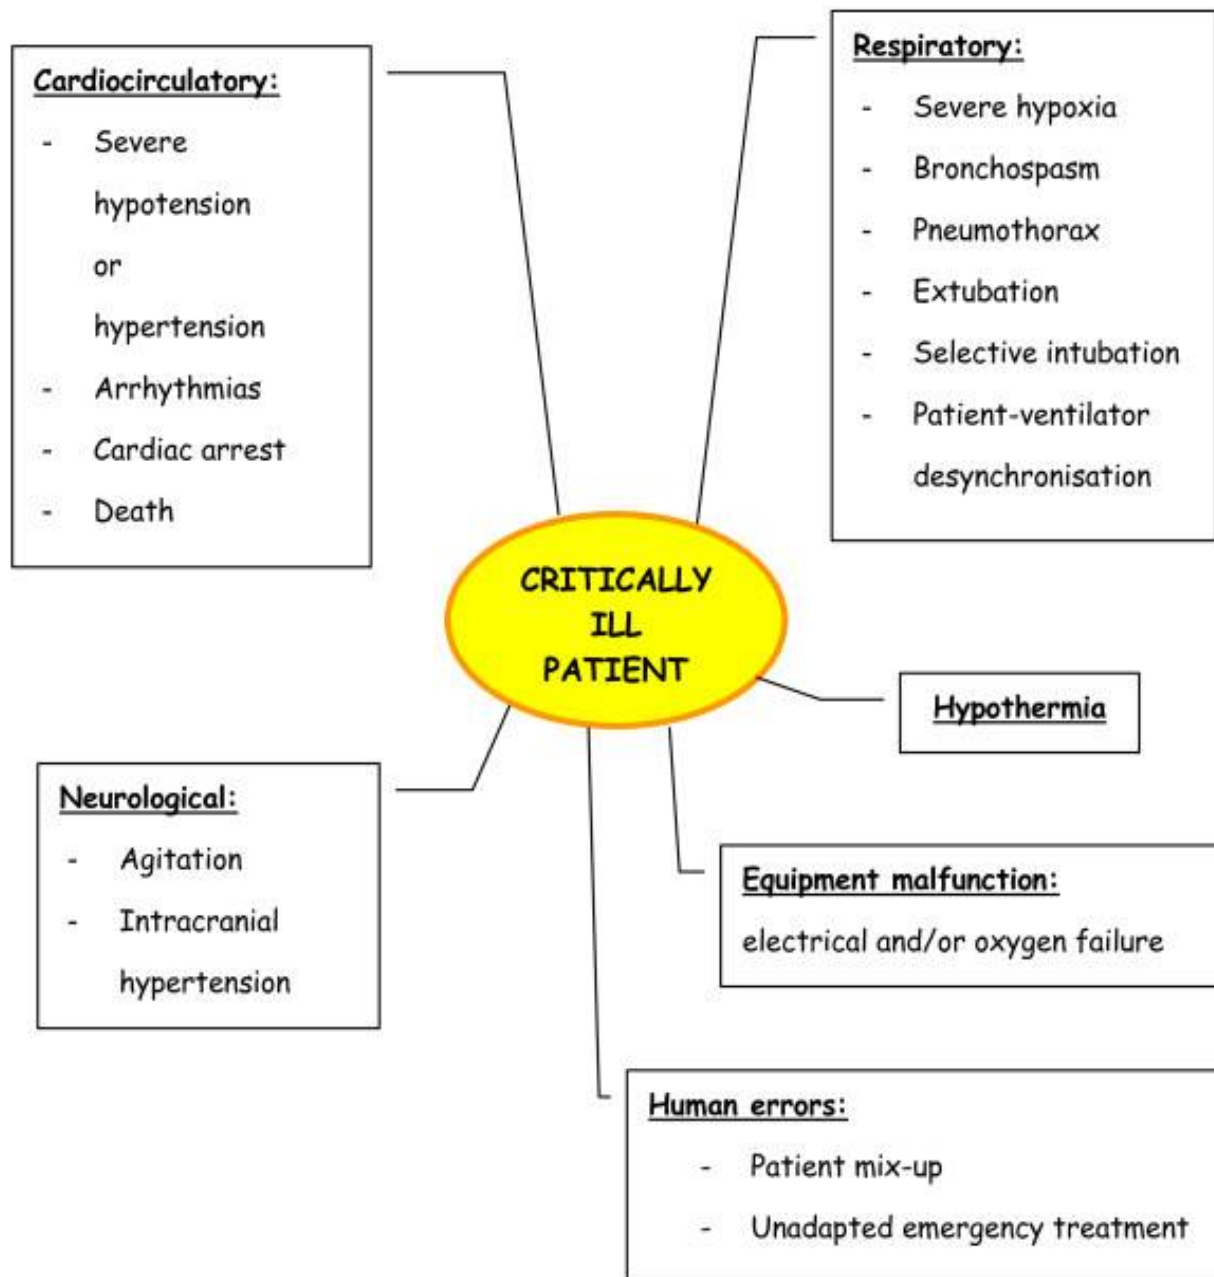 Cardiocirculatory:
- Severe
hypotension
or
hypertension
- Arrhythmias
- Cardiac arrest
- Death
Respiratory:
- Severe hypoxia
- Bronchospasm
- Pneumothorax
- Extubation
- Selective intubation
- Patient-ventilator
desynchronisation
CRITICALLY
ILL
PATIENT
Hypothermia
Neurological:
- Agitation
- Intracranial
hypertension
Equipment malfunction:
electrical and/or oxygen failure
Human errors:
- Patient mix-up
- Unadapted emergency treatment